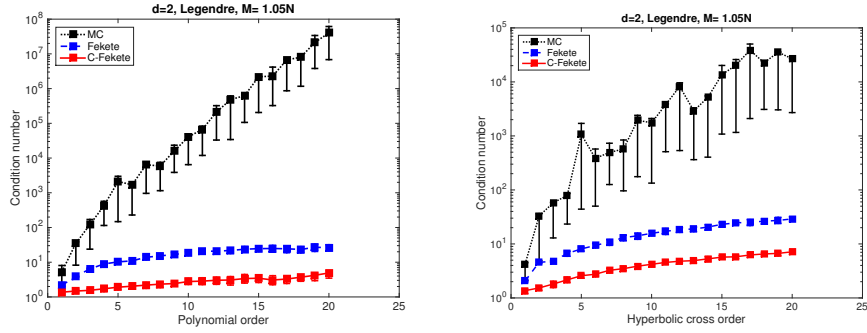 d=2, Legendre, M= 1.05N
MC
Fekete
C-Fekete
Condition number
10^8
10^7
10^6
10^5
10^4
10^3
10^2
10^1
10^0
0 5 10 15 20 25
Polynomial order
d=2, Legendre, M= 1.05N
MC
Fekete
C-Fekete
Condition number
10^5
10^4
10^3
10^2
10^1
10^0
0 5 10 15 20 25
Hyperbolic cross order